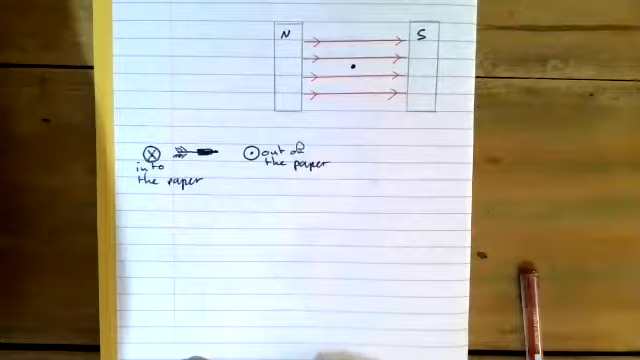 N S
out of
the paper
into
the paper